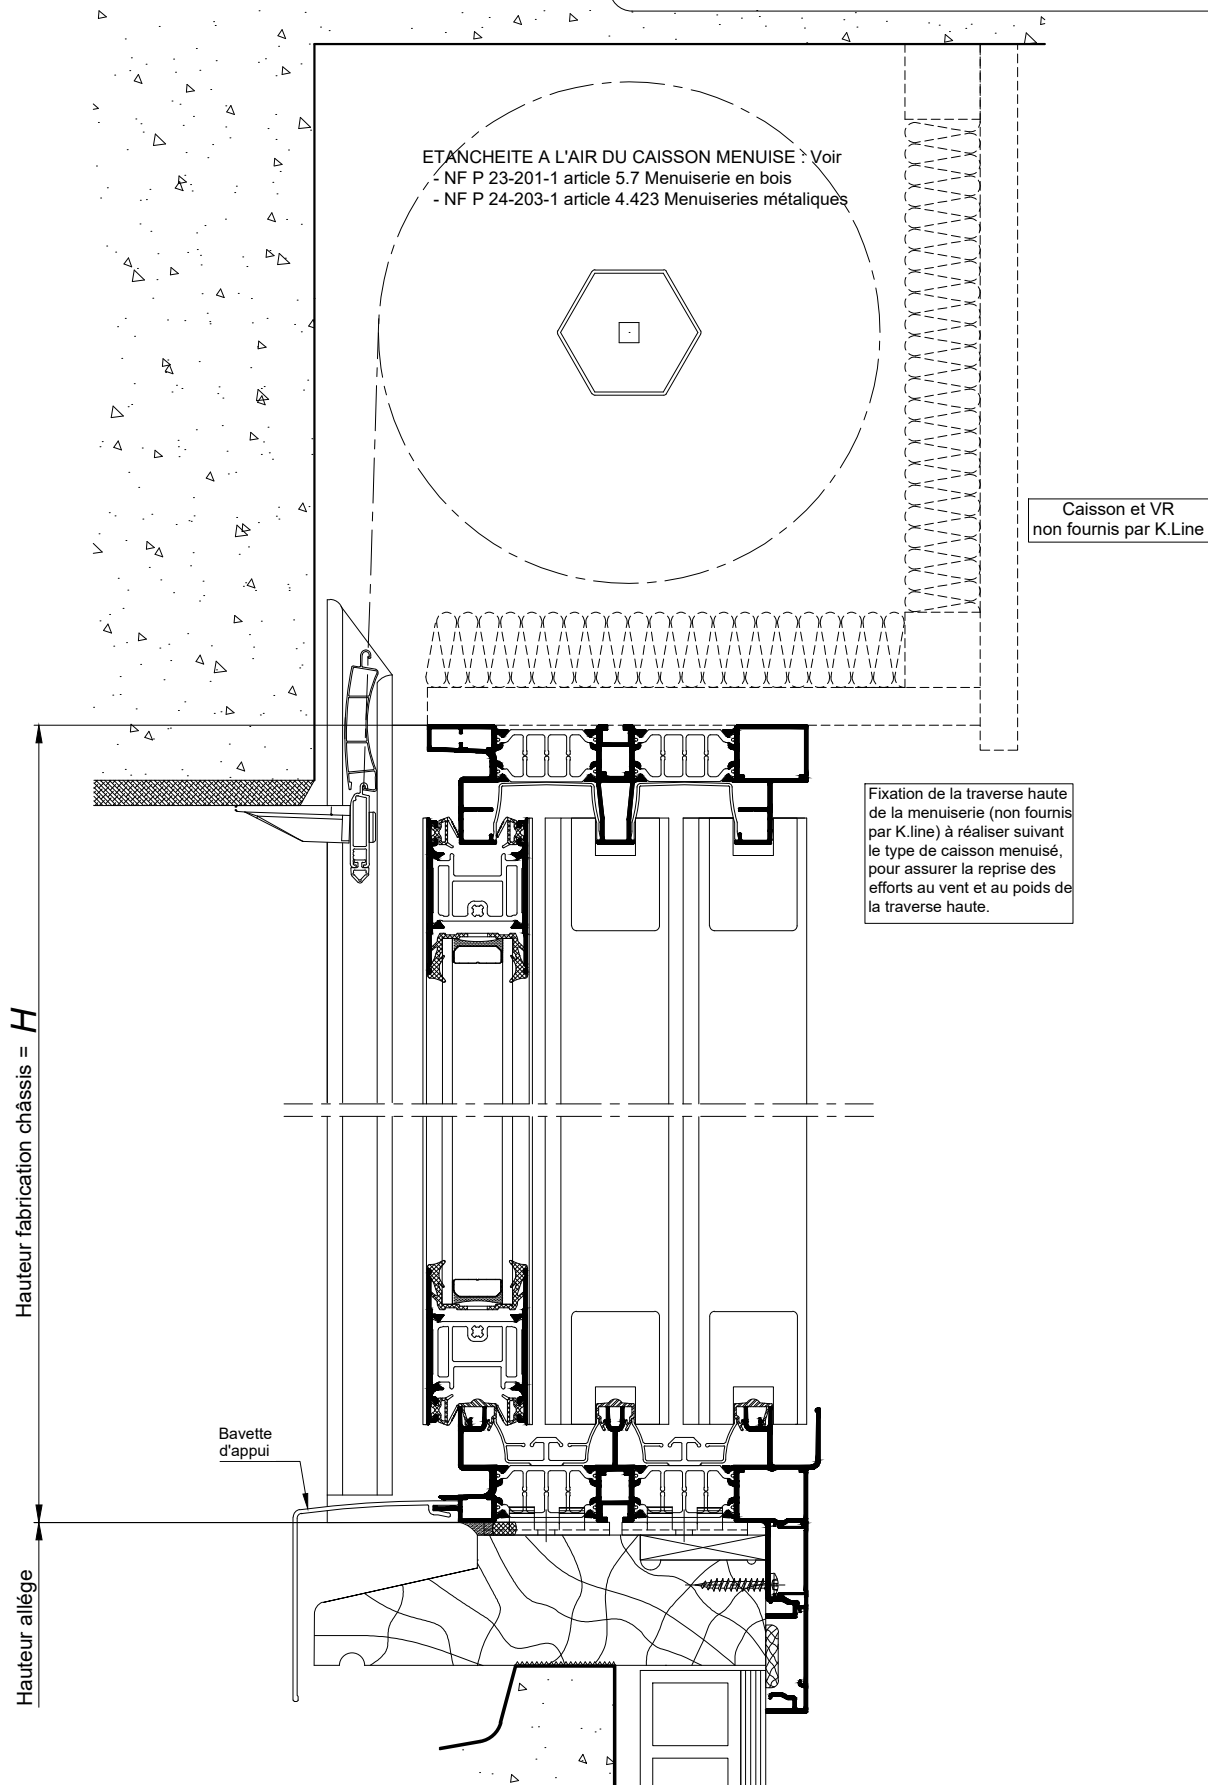 ETANCHEITE A L'AIR DU CAISSON MENUISE : Voir
- NF P 23-201-1 article 5.7 Menuiserie en bois
- NF P 24-203-1 article 4.423 Menuiseries métaliques
Caisson et VR
non fournis par K.Line
Fixation de la traverse haute
de la menuiserie (non fournis
par K.line) à réaliser suivant
le type de caisson menuisé,
pour assurer la reprise des
efforts au vent et au poids de
la traverse haute.
Hauteur fabrication châssis = H
Bavette
d'appui
Hauteur allége